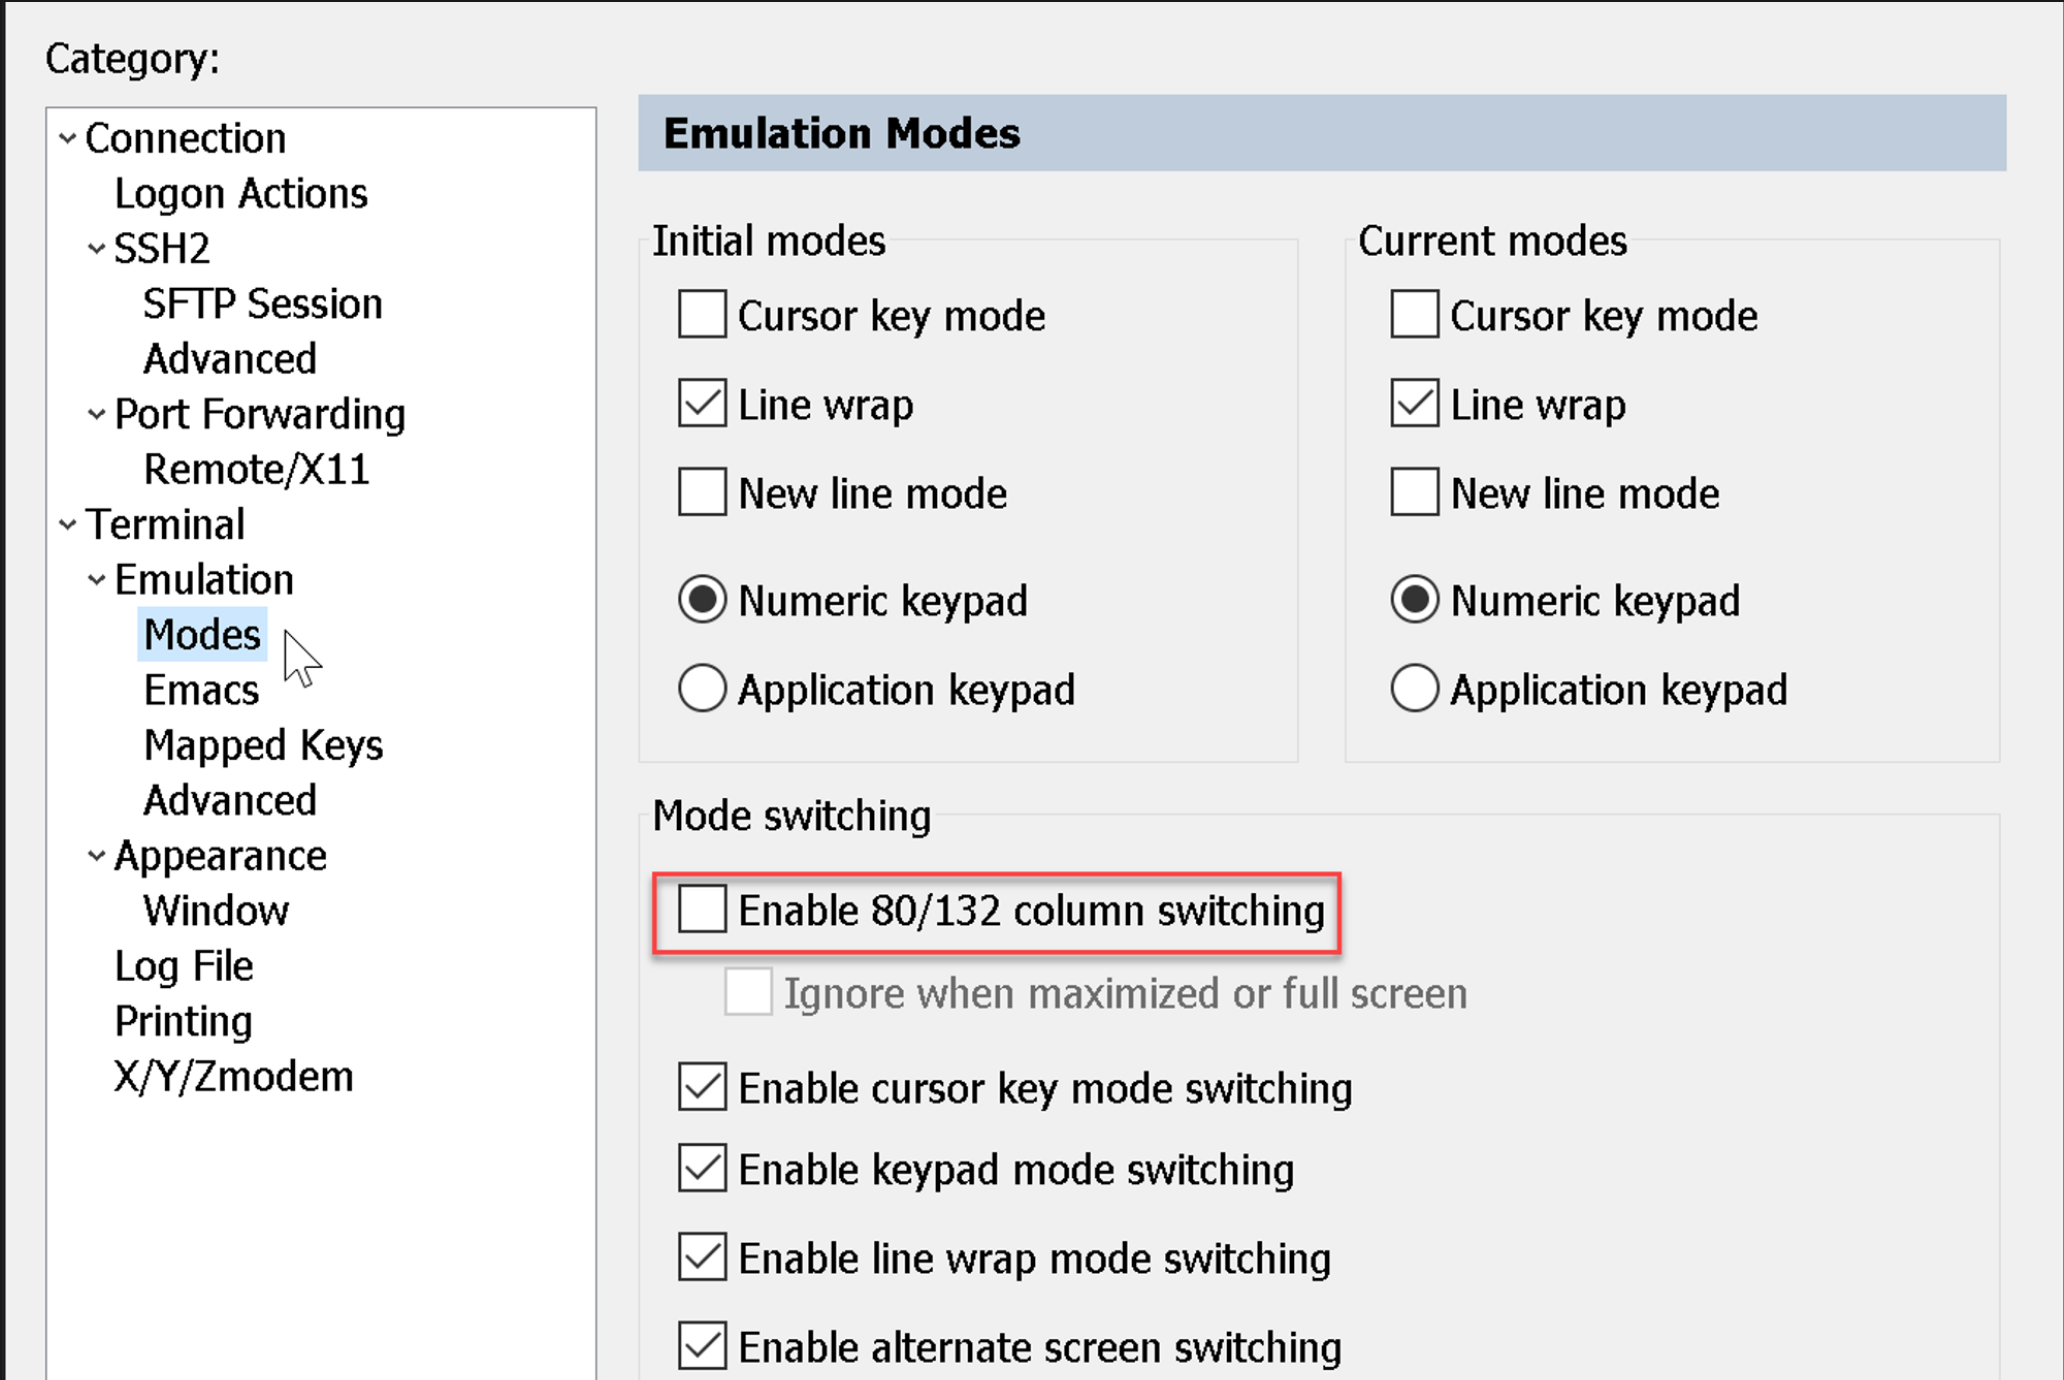 Category:
Connection
Logon Actions
SSH2
SFTP Session
Advanced
Port Forwarding
Remote/X11
Terminal
Emulation
Modes
Emacs
Mapped Keys
Advanced
Appearance
Window
Log File
Printing
X/Y/Zmodem
Emulation Modes
Initial modes
Cursor key mode
Line wrap
New line mode
Numeric keypad
Application keypad
Current modes
Cursor key mode
Line wrap
New line mode
Numeric keypad
Application keypad
Mode switching
Enable 80/132 column switching
Ignore when maximized or full screen
Enable cursor key mode switching
Enable keypad mode switching
Enable line wrap mode switching
Enable alternate screen switching